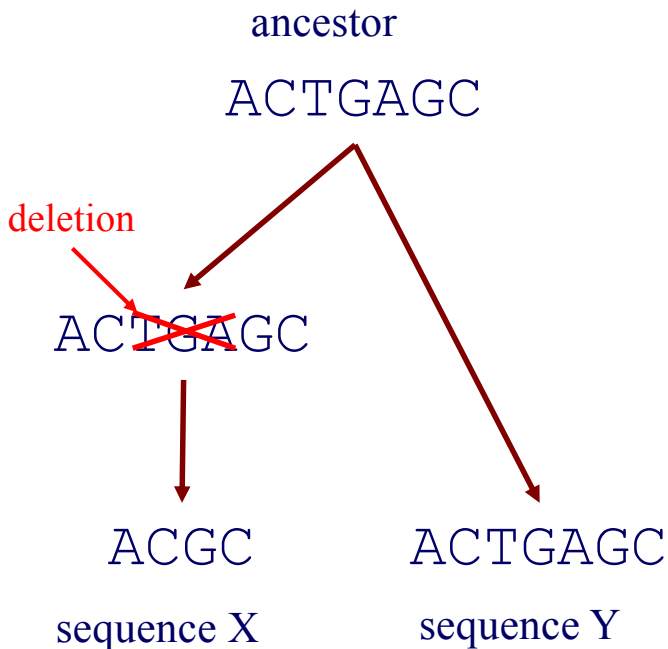 ancestor
ACTGAGC
deletion
ACTGAGC
ACGC
ACTGAGC
sequence X
sequence Y